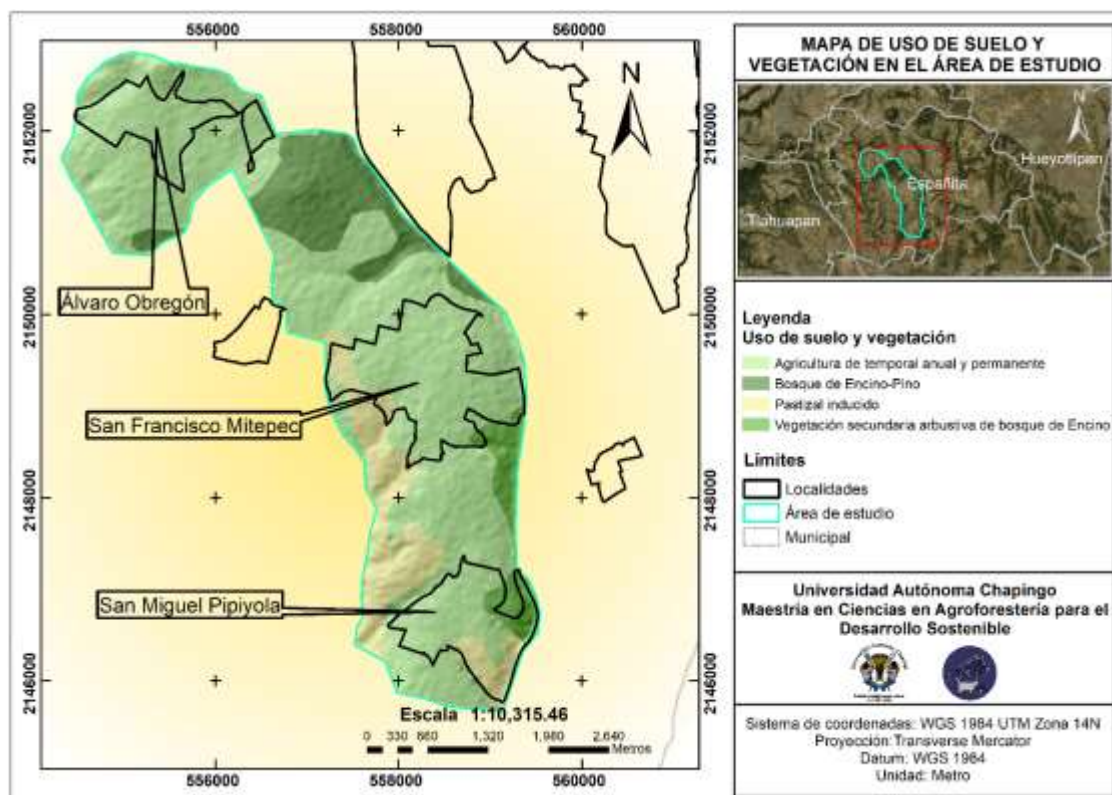 556000
558000
560000
N
2152000
2150000
2148000
2146000
2152000
2150000
2148000
2146000
Álvaro Obregón
San Francisco Mitepec
San Miguel Pipiyola
Escala 1:10,315.46
0 330 660 1,320 1,980 2,640
Metros
556000
558000
560000
MAPA DE USO DE SUELO Y
VEGETACIÓN EN EL ÁREA DE ESTUDIO
N
Hueyotlipan
Españita
Tlahuapan
Leyenda
Uso de suelo y vegetación
Agricultura de temporal anual y permanente
Bosque de Encino-Pino
Pastizal inducido
Vegetación secundaria arbustiva de bosque de Encino
Límites
Localidades
Área de estudio
Municipal
Universidad Autónoma Chapingo
Maestría en Ciencias en Agroforestería para el
Desarrollo Sostenible
Sistema de coordenadas: WGS 1984 UTM Zona 14N
Proyección: Transverse Mercator
Datum: WGS 1984
Unidad: Metro